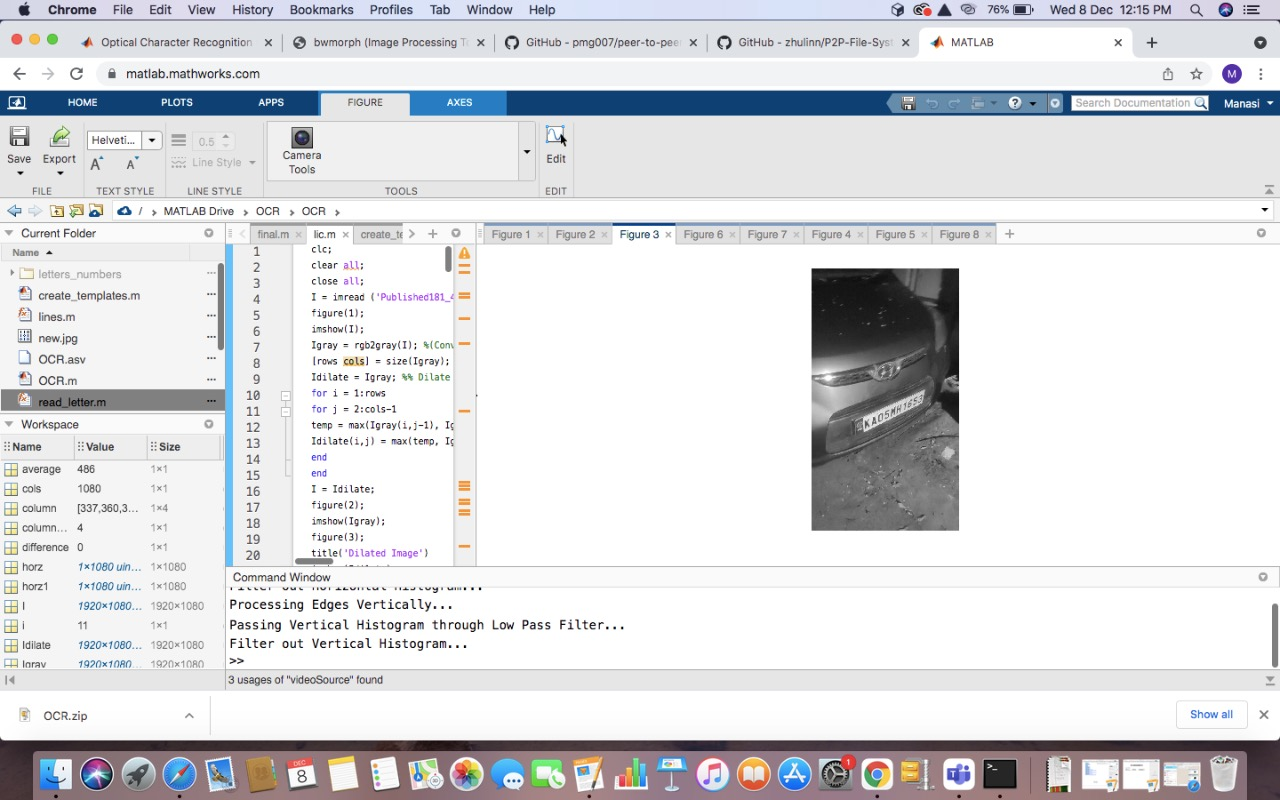 Chrome File Edit View History Bookmarks Profiles Tab Window Help 76% Wed 8 Dec 12:15 PM
Optical Character Recognition bwmorph (Image Processing T GitHub - pmg007/peer-to-pee GitHub - zhulinn/P2P-File-Sys MATLAB
matlab.mathworks.com M
HOME PLOTS APPS FIGURE AXES Search Documentation Manasi
Save Export Helveti... 0.5 Line Style Camera Tools Edit
FILE TEXT STYLE LINE STYLE TOOLS EDIT
/ MATLAB Drive OCR OCR
Current Folder
Name
letters_numbers
create_templates.m
lines.m
new.jpg
OCR.asv
OCR.m
read_letter.m
Workspace
Name Value Size
average 486 1×1
cols 1080 1×1
column [337,360,3... 1×4
column... 4 1×1
difference 0 1×1
horz 1×1080 uin... 1×1080
horz1 1×1080 uin... 1×1080
I 1920×1080... 1920×1080
i 11 1×1
Idilate 1920×1080... 1920×1080
Igray 1920×1080... 1920×1080
final.m lic.m create_te
1 clc;
2 clear all;
3 close all;
4 I = imread ('Published181_4
5 figure(1);
6 imshow(I);
7 Igray = rgb2gray(I); %(Conv
8 [rows cols] = size(Igray);
9 Idilate = Igray; %% Dilate
10 for i = 1:rows
11 for j = 2:cols-1
12 temp = max(Igray(i,j-1), Ig
13 Idilate(i,j) = max(temp, Ig
14 end
15 end
16 I = Idilate;
17 figure(2);
18 imshow(Igray);
19 figure(3);
20 title('Dilated Image')
Figure 1 Figure 2 Figure 3 Figure 6 Figure 7 Figure 4 Figure 5 Figure 8
KA05MH1653
Command Window
Filter out Horizontal Histogram...
Processing Edges Vertically...
Passing Vertical Histogram through Low Pass Filter...
Filter out Vertical Histogram...
>>
3 usages of "videoSource" found
OCR.zip Show all
DEC 8 1